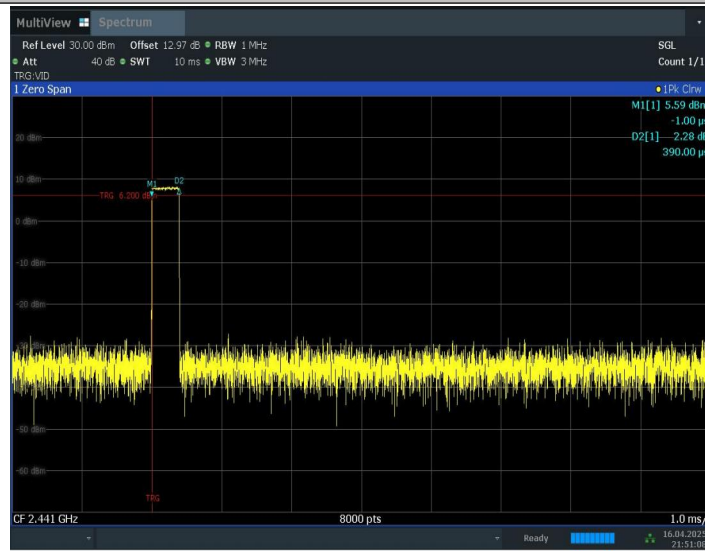 MultiView Spectrum
Ref Level 30.00 dBm Offset 12.97 dB RBW 1 MHz SGL
Att 40 dB SWT 10 ms VBW 3 MHz Count 1/1
TRG:VID
1 Zero Span 1Pk Clrw
M1[1] 5.59 dBm
-1.00 µs
20 dBm D2[1] 2.28 dB
390.00 µs
10 dBm M1 D2
TRG 6.200 dBm
0 dBm
-10 dBm
-20 dBm
-50 dBm
-60 dBm
TRG
CF 2.441 GHz 8000 pts 1.0 ms/
Ready 16.04.2025
21:51:08